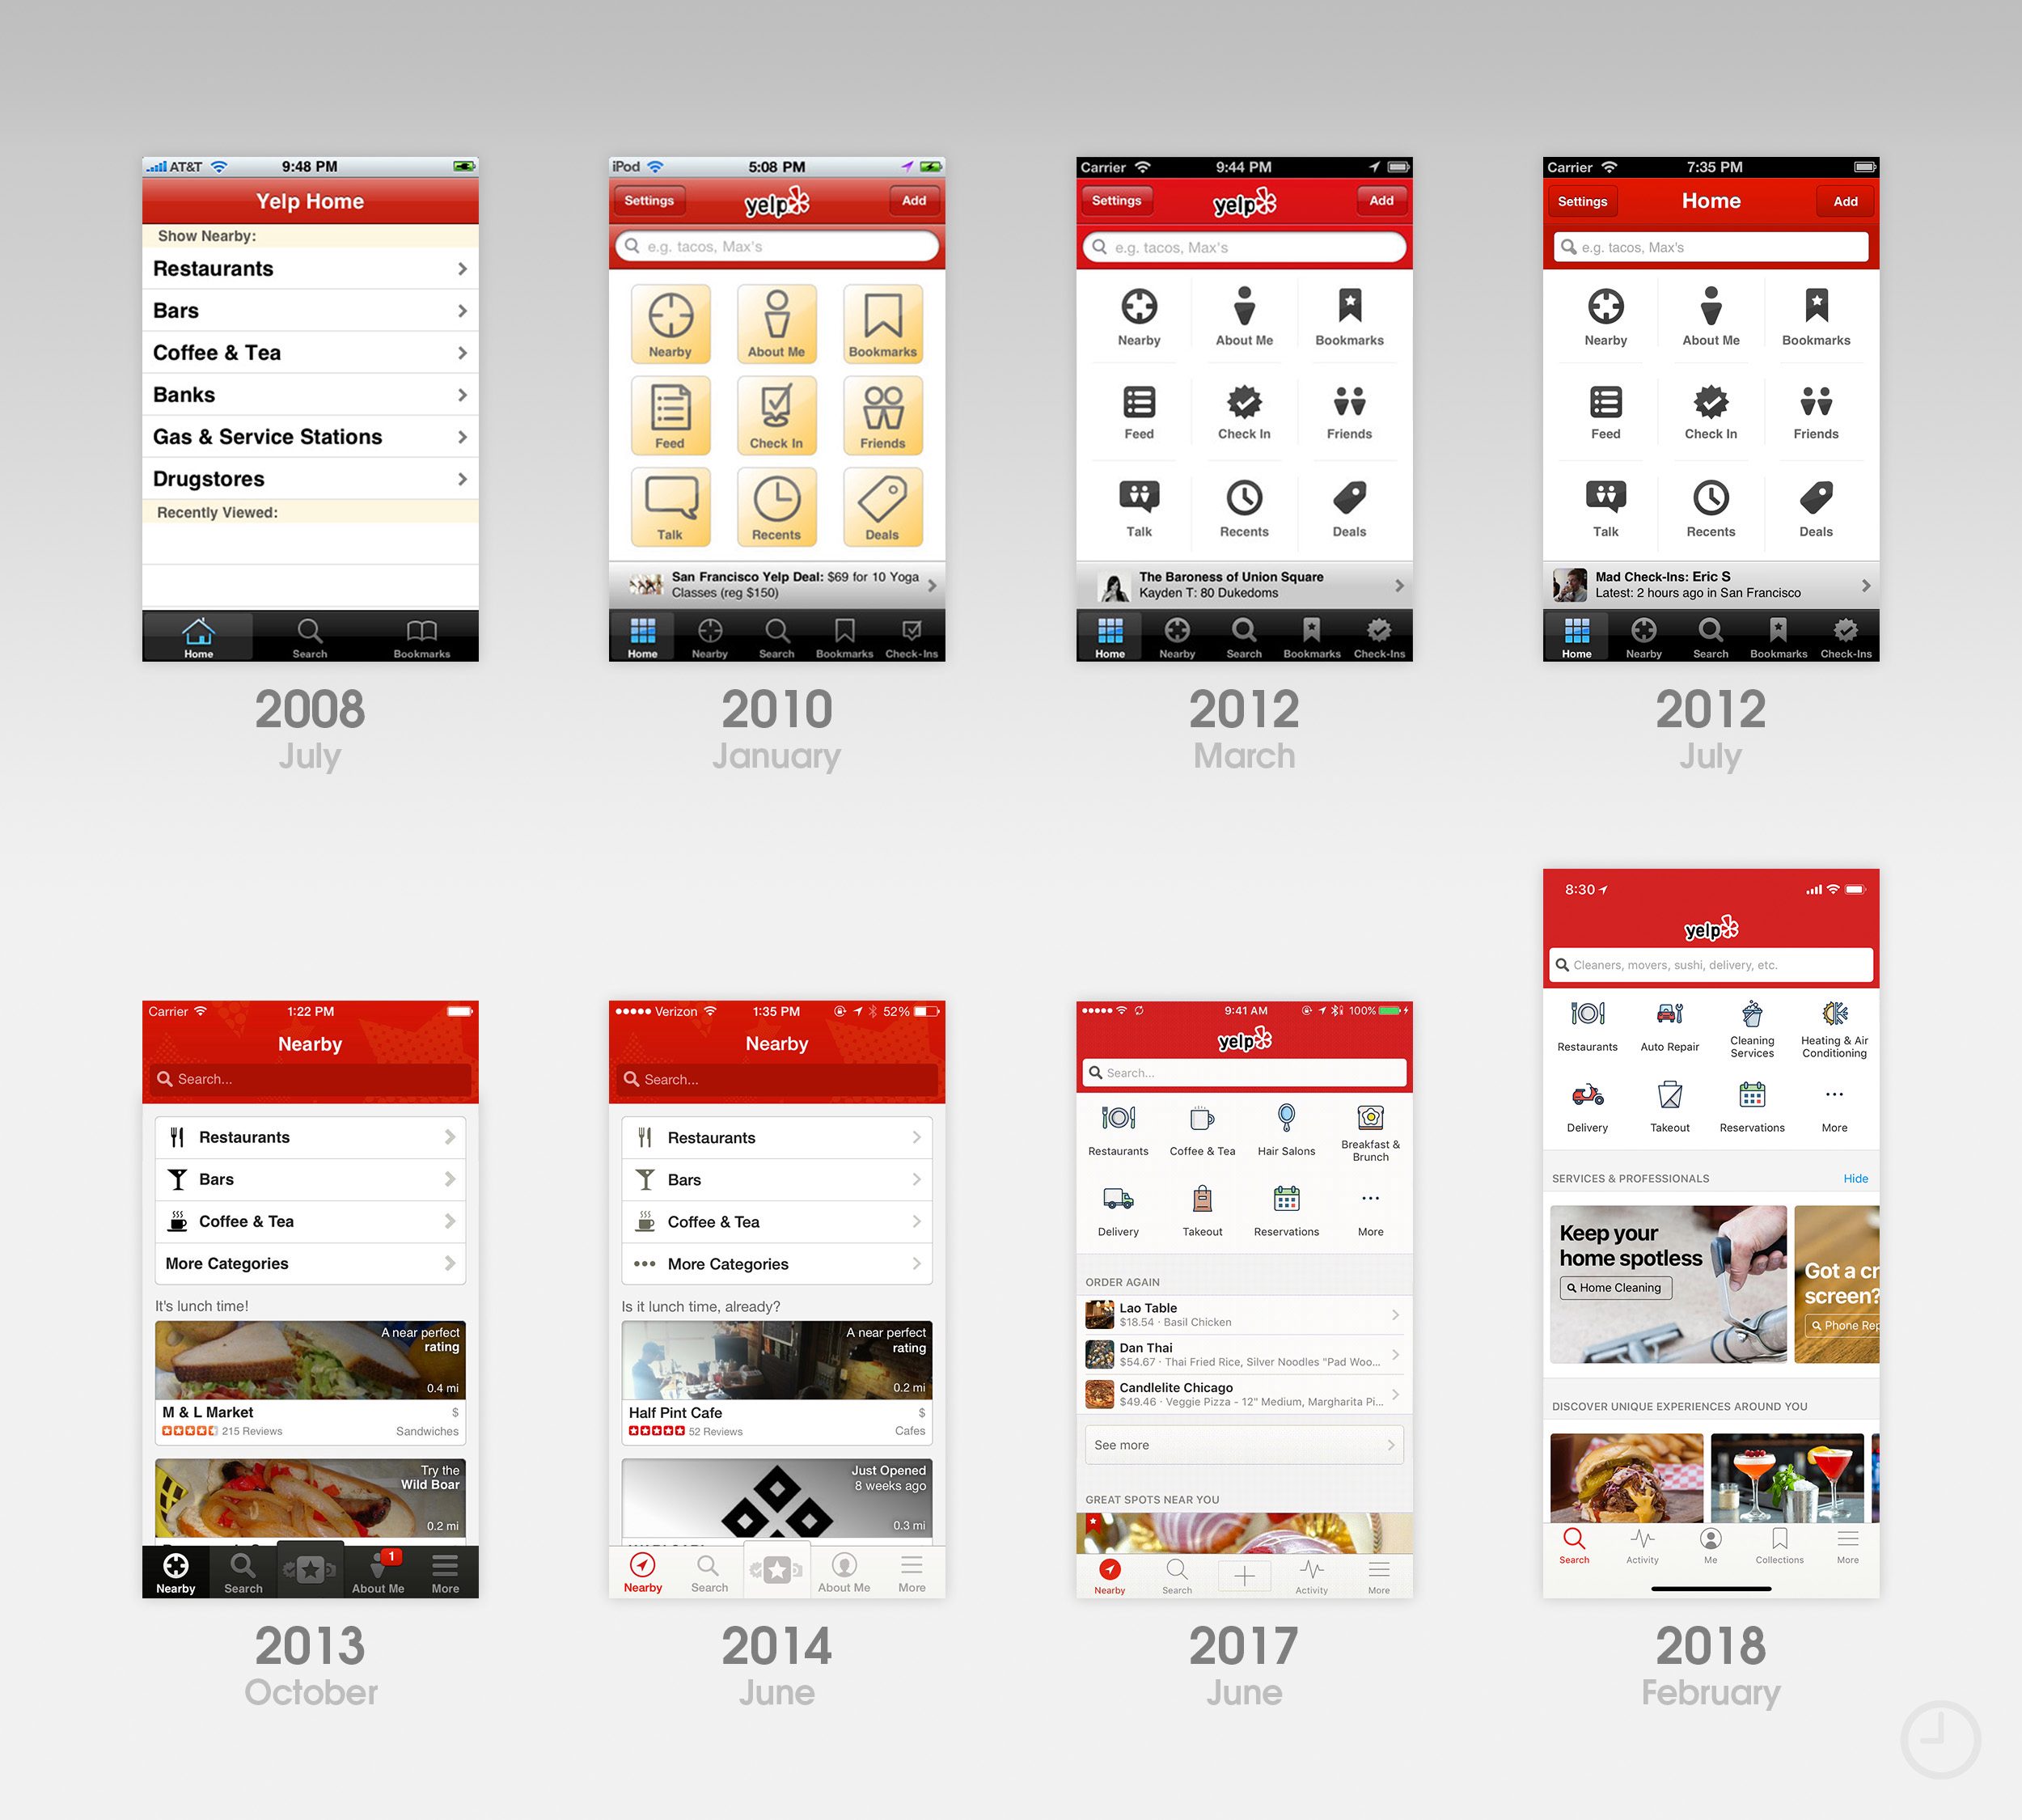 AT&T 9:48 PM
Yelp Home
Show Nearby:
Restaurants
Bars
Coffee & Tea
Banks
Gas & Service Stations
Drugstores
Recently Viewed:
Home Search Bookmarks
2008
July
iPod 5:08 PM
Settings yelp Add
e.g. tacos, Max's
Nearby About Me Bookmarks
Feed Check In Friends
Talk Recents Deals
San Francisco Yelp Deal: $69 for 10 Yoga
Classes (reg $150)
Home Nearby Search Bookmarks Check-Ins
2010
January
Carrier 9:44 PM
Settings yelp Add
e.g. tacos, Max's
Nearby About Me Bookmarks
Feed Check In Friends
Talk Recents Deals
The Baroness of Union Square
Kayden T: 80 Dukedoms
Home Nearby Search Bookmarks Check-Ins
2012
March
Carrier 7:35 PM
Settings Home Add
e.g. tacos, Max's
Nearby About Me Bookmarks
Feed Check In Friends
Talk Recents Deals
Mad Check-Ins: Eric S
Latest: 2 hours ago in San Francisco
Home Nearby Search Bookmarks Check-Ins
2012
July
Carrier 1:22 PM
Nearby
Search...
Restaurants
Bars
Coffee & Tea
More Categories
It's lunch time!
A near perfect
rating
0.4 mi
M & L Market $
215 Reviews Sandwiches
Try the
Wild Boar
0.2 mi
1
Nearby Search About Me More
2013
October
Verizon 1:35 PM 52%
Nearby
Search...
Restaurants
Bars
Coffee & Tea
More Categories
Is it lunch time, already?
A near perfect
rating
0.2 mi
Half Pint Cafe $
52 Reviews Cafes
Just Opened
8 weeks ago
0.3 mi
Nearby Search About Me More
2014
June
9:41 AM 100%
yelp
Search...
Restaurants Coffee & Tea Hair Salons Breakfast &
Brunch
Delivery Takeout Reservations More
ORDER AGAIN
Lao Table
$18.54 · Basil Chicken
Dan Thai
$54.67 · Thai Fried Rice, Silver Noodles "Pad Woo...
Candlelite Chicago
$49.46 · Veggie Pizza - 12" Medium, Margharita Pi...
See more
GREAT SPOTS NEAR YOU
Nearby Search Activity More
2017
June
8:30
yelp
Cleaners, movers, sushi, delivery, etc.
Restaurants Auto Repair Cleaning
Services Heating & Air
Conditioning
Delivery Takeout Reservations More
SERVICES & PROFESSIONALS Hide
Keep your
home spotless
Home Cleaning
Got a cr
screen?
Phone Rep
DISCOVER UNIQUE EXPERIENCES AROUND YOU
Search Activity Me Collections More
2018
February